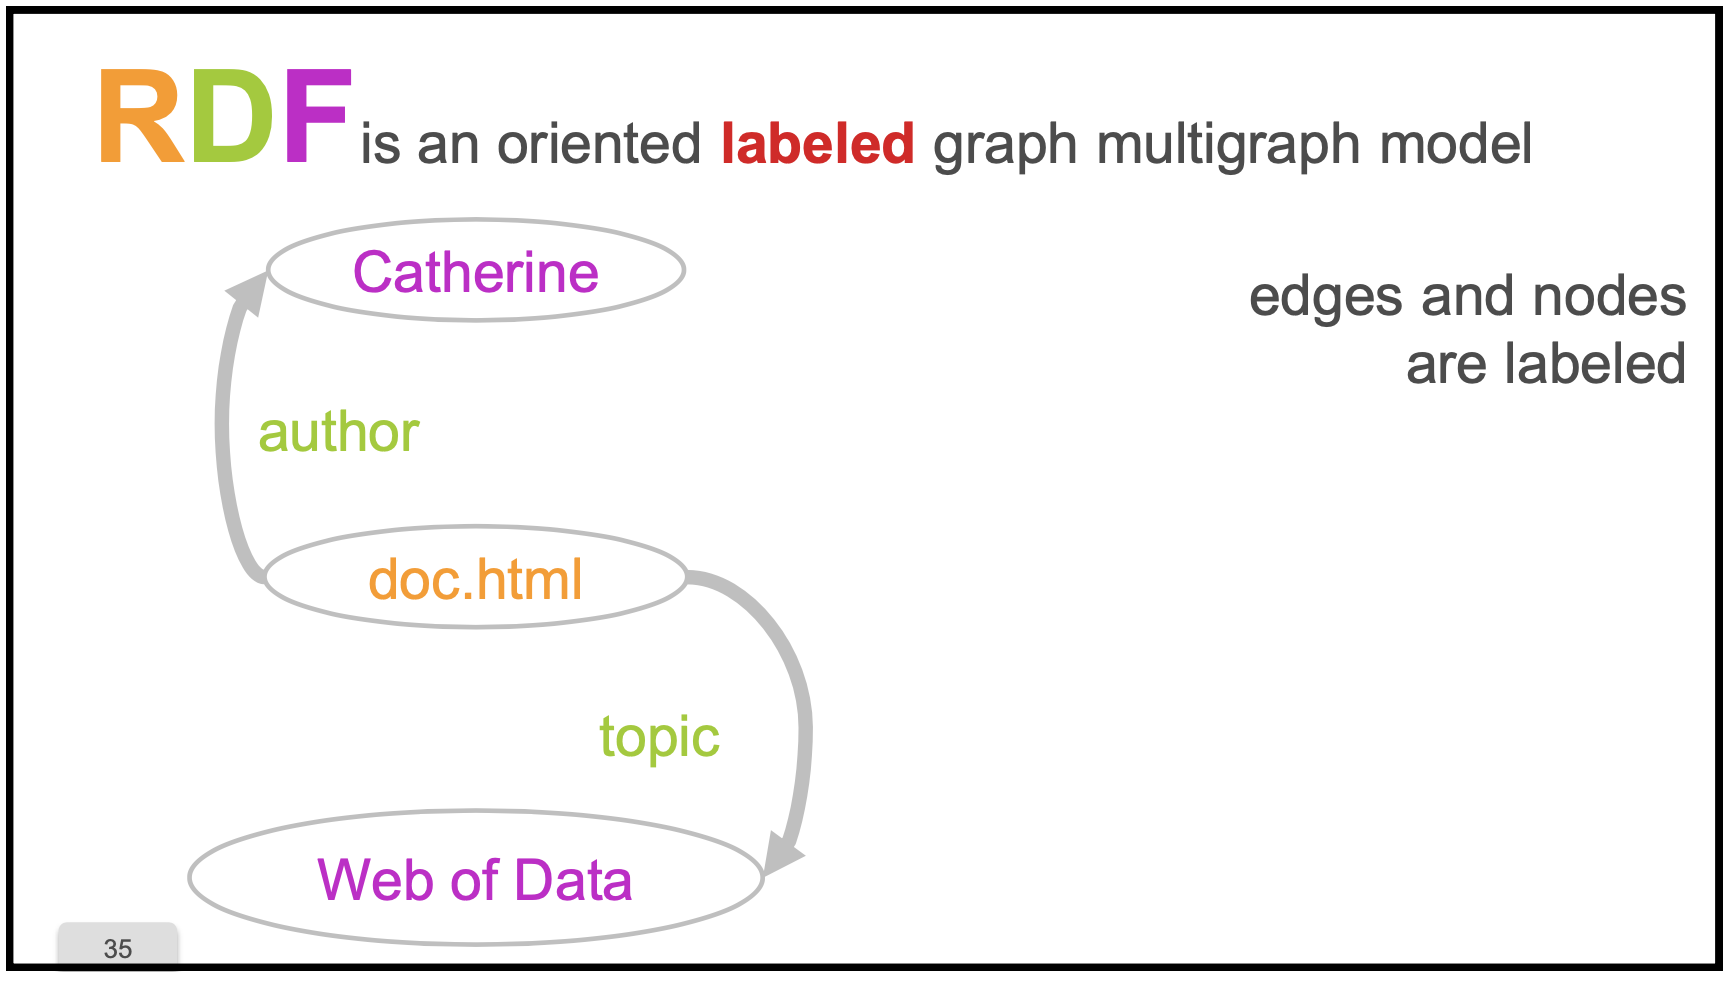 RDF is an oriented labeled graph multigraph model
Catherine
edges and nodes
are labeled
author
doc.html
topic
Web of Data
35